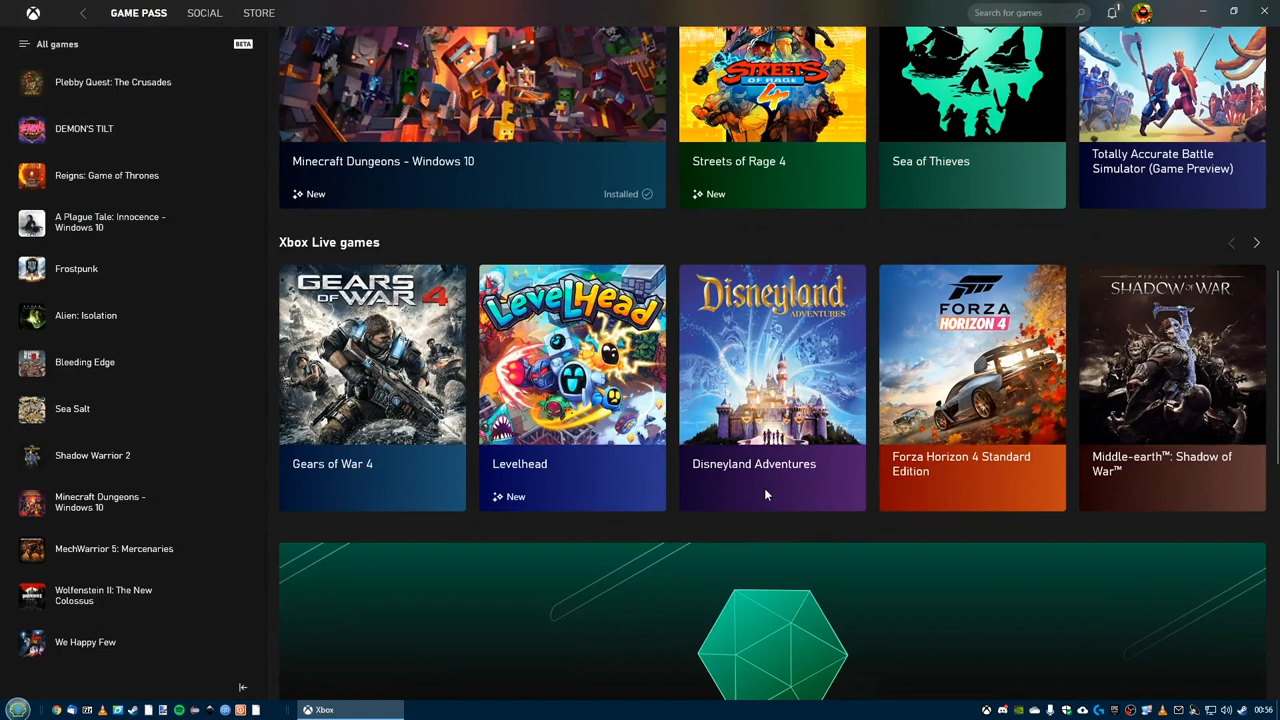 GAME PASS
SOCIAL
STORE
Search for games
1
All games
BETA
Plebby Quest: The Crusades
DEMON'S TILT
Reigns: Game of Thrones
A Plague Tale: Innocence -
Windows 10
Frostpunk
Alien: Isolation
Bleeding Edge
Sea Salt
Shadow Warrior 2
Minecraft Dungeons -
Windows 10
MechWarrior 5: Mercenaries
Wolfenstein II: The New
Colossus
We Happy Few
Minecraft Dungeons - Windows 10
New
Installed
STREETS
OF RAGE
4
Streets of Rage 4
New
Sea of Thieves
Totally Accurate Battle
Simulator (Game Preview)
Xbox Live games
GEARS
OF WAR 4
Gears of War 4
LEVELHEAD
Levelhead
New
Disneyland
ADVENTURES
Disneyland Adventures
FORZA
HORIZON 4
Forza Horizon 4 Standard
Edition
MIDDLE-EARTH™
SHADOW OF WAR
Middle-earth™: Shadow of
War™
Xbox
00:56